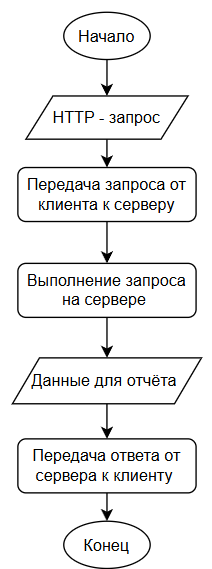 Начало
HTTP - запрос
Передача запроса от
клиента к серверу
Выполнение запроса
на сервере
Данные для отчёта
Передача ответа от
сервера к клиенту
Конец